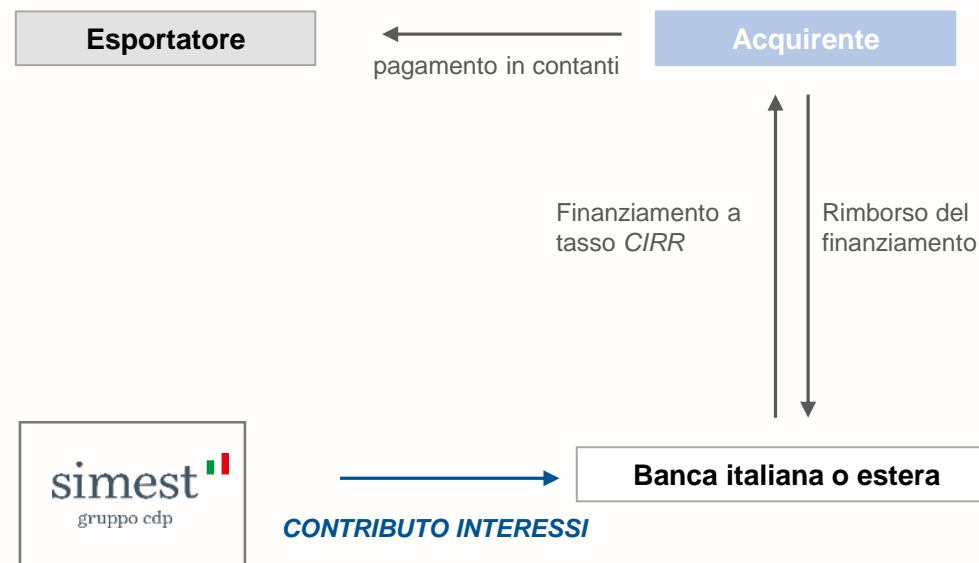 Esportatore
Acquirente
pagamento in contanti
Finanziamento a
tasso CIRR
Rimborso del
finanziamento
simest
gruppo cdp
CONTRIBUTO INTERESSI
Banca italiana o estera